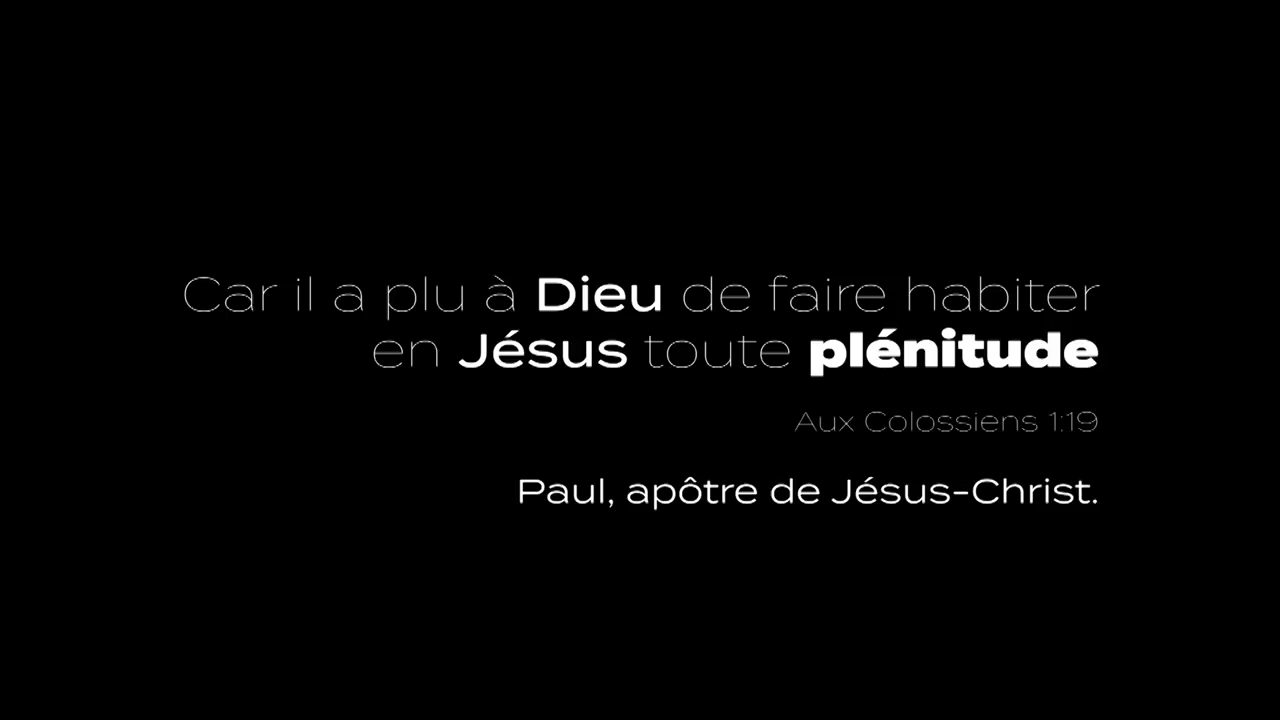 Car il a plu à Dieu de faire habiter
en Jésus toute plénitude
Aux Colossiens 1:19
Paul, apôtre de Jésus-Christ.